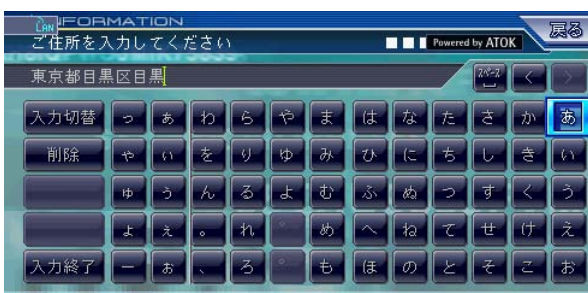 INFORMATION
LAN
ご住所を入力してください
Powered by ATOK
戻る
東京都目黒区目黒
スペース < >
入力切替 っ ぁ わ ら や ま は な た さ か あ
削除 ゃ ぃ を り ゆ み ひ に ち し き い
ゅ ぅ ん る よ む ふ ぬ つ す く う
ょ ぇ 。 れ ゛ め へ ね て せ け え
入力終了 ー ぉ 、 ろ ゜ も ほ の と そ こ お